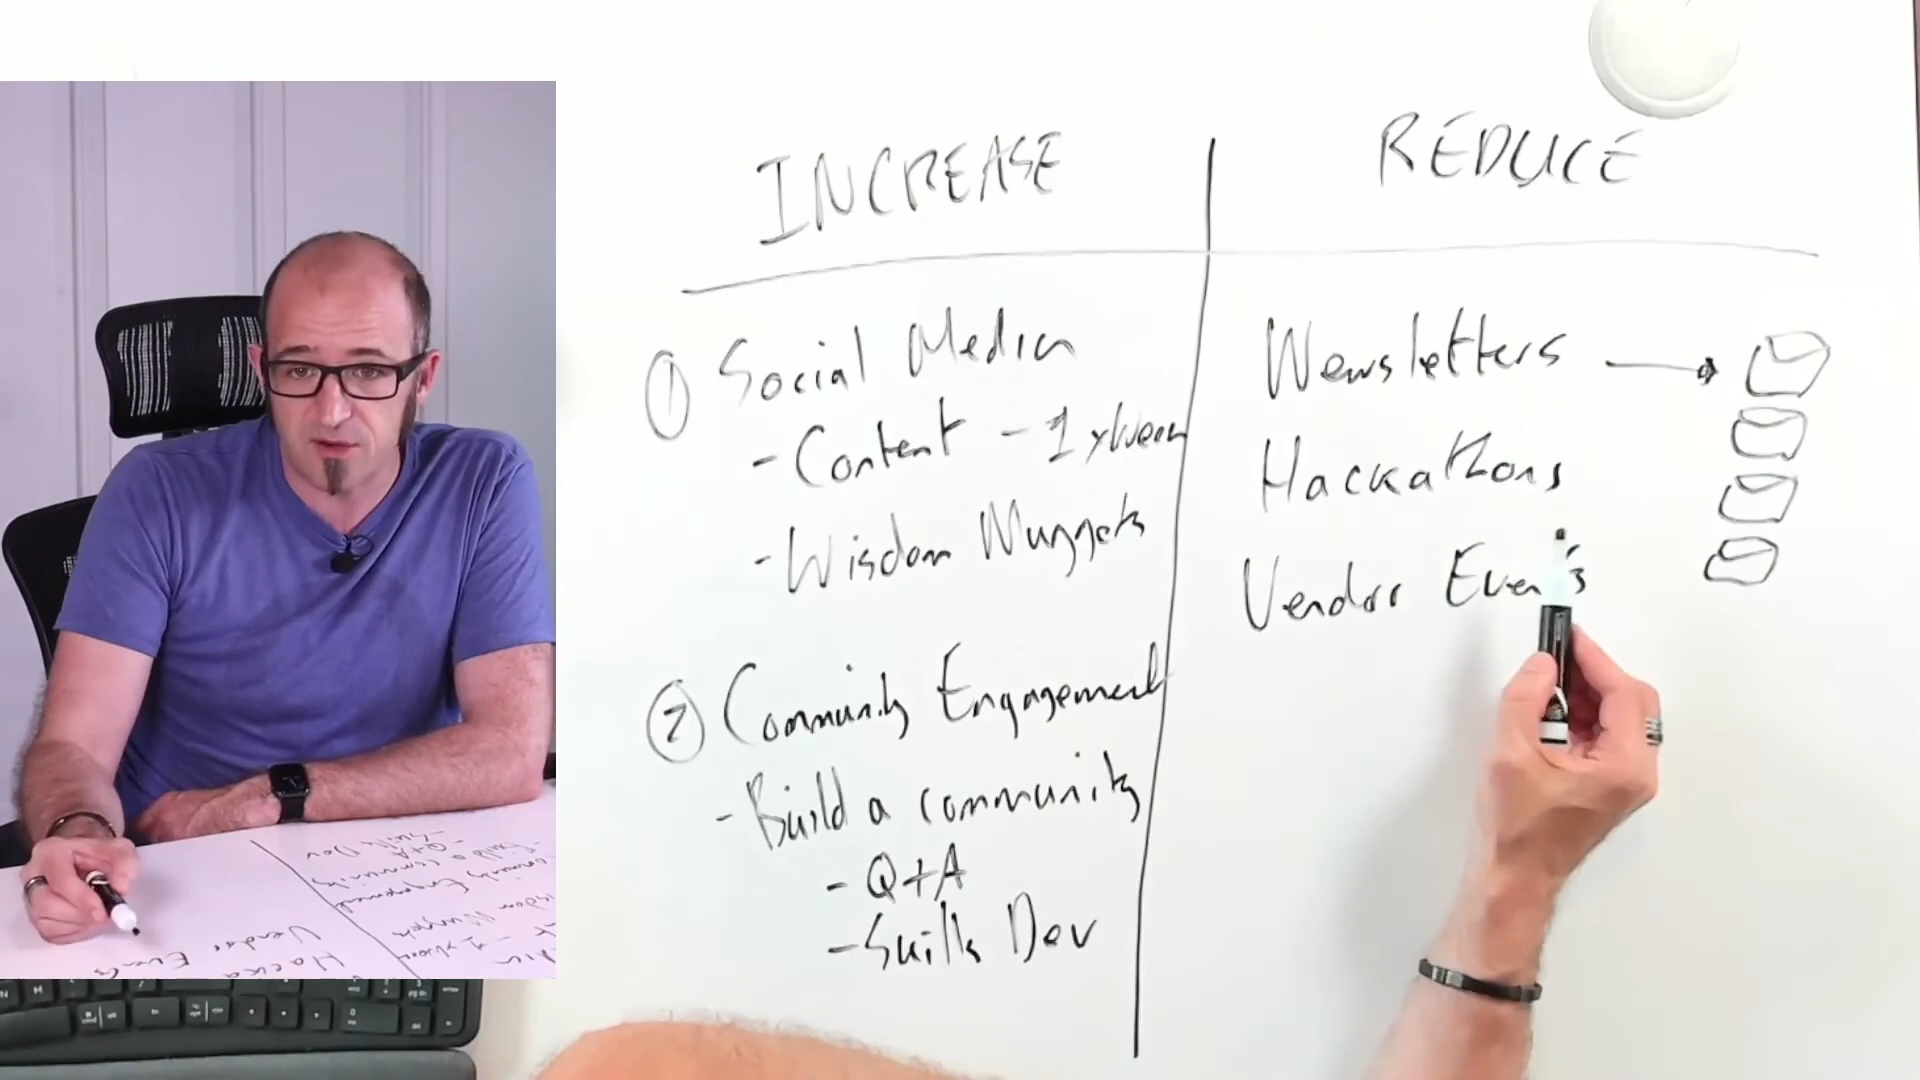 INCREASE
REDUCE
① Social Media
- Content - 1 x Week
- Wisdom Nuggets
② Community Engagement
- Build a community
- Q+A
- Skills Dev
Newsletters
Hackathons
Vendor Events